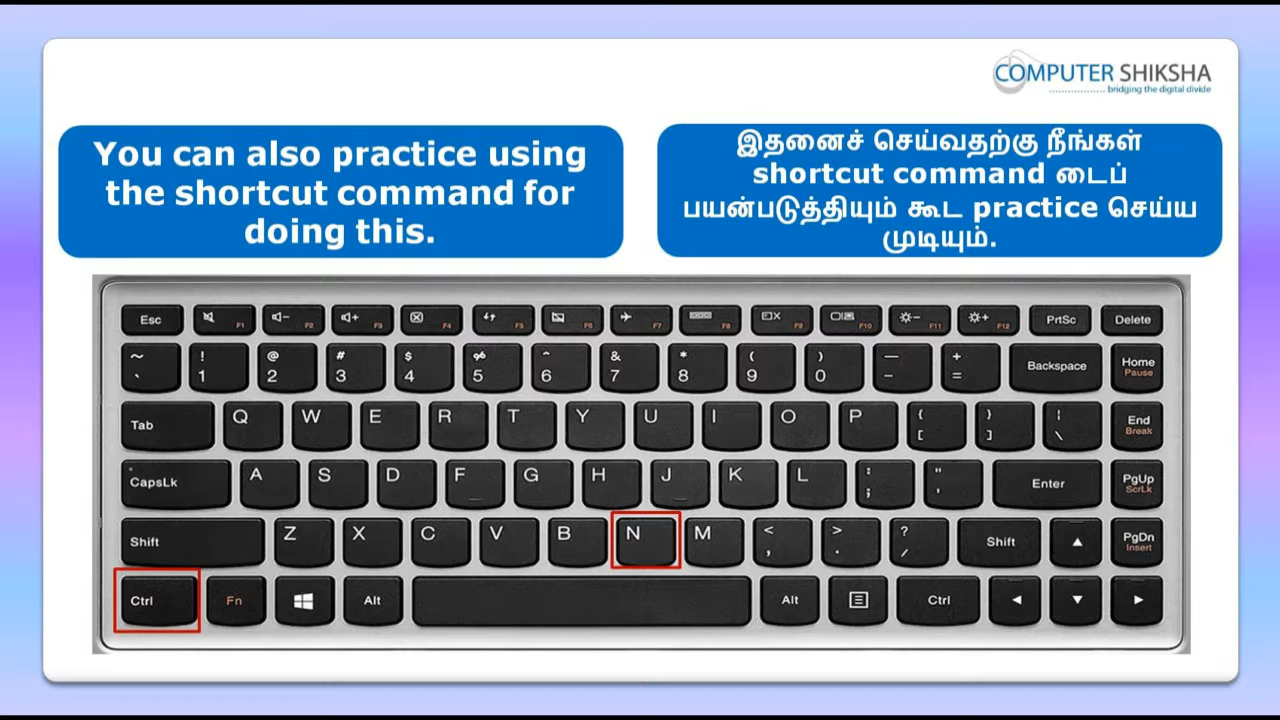 COMPUTER SHIKSHA
bridging the digital divide
You can also practice using
the shortcut command for
doing this.
இதனைச் செய்வதற்கு நீங்கள்
shortcut command டைப்
பயன்படுத்தியும் கூட practice செய்ய
முடியும்.
Esc F1 F2 F3 F4 F5 F6 F7 F8 F9 F10 F11 F12 PrtSc Delete
~ ` ! 1 @ 2 # 3 $ 4 % 5 ^ 6 & 7 * 8 ( 9 ) 0 — - + = Backspace Home Pause
Tab Q W E R T Y U I O P { [ } ] | \ End Break
CapsLk A S D F G H J K L : ; " ' Enter PgUp ScrLk
Shift Z X C V B N M < , > . ? / Shift PgDn Insert
Ctrl Fn Alt Alt Ctrl